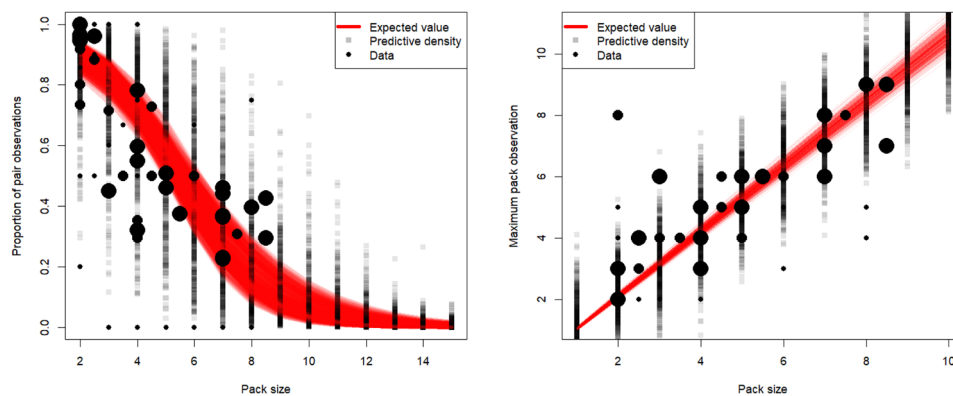 Expected value
Predictive density
Data
Proportion of pair observations
0.0 0.2 0.4 0.6 0.8 1.0
2 4 6 8 10 12 14
Pack size
Expected value
Predictive density
Data
Maximum pack observation
2 4 6 8 10
2 4 6 8 10
Pack size